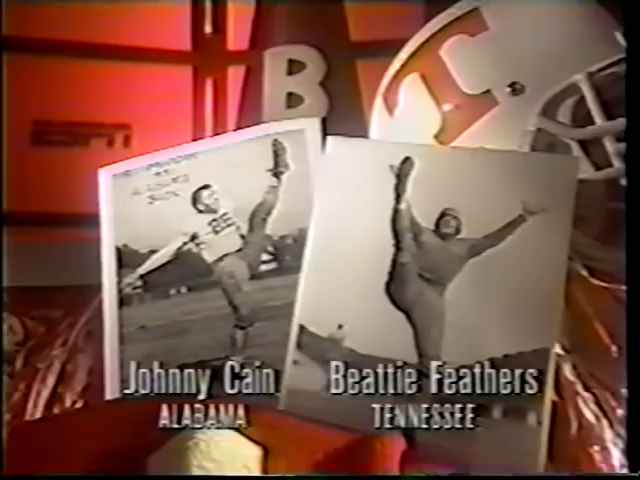 B
ESPN
T
Johnny Cain
ALABAMA
Beattie Feathers
TENNESSEE